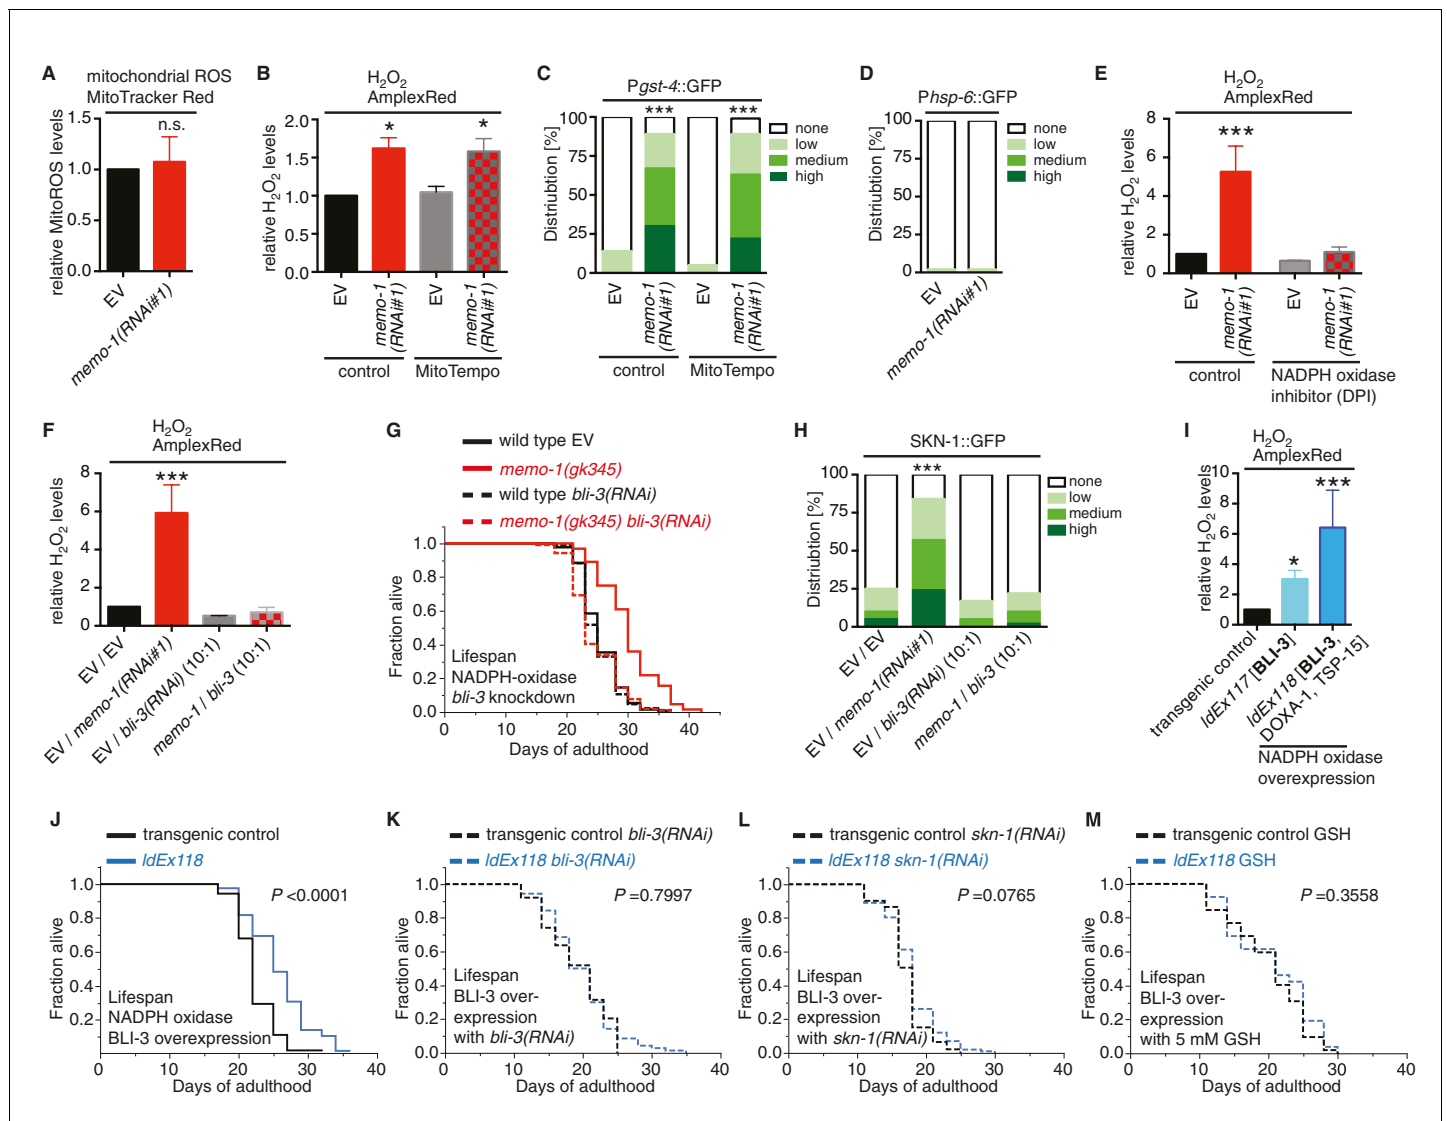 A
mitochondrial ROS
MitoTracker Red
relative MitoROS levels
1.5
1.0
0.5
0.0
n.s.
EV
memo-1(RNAi#1)
B
H2O2
AmplexRed
relative H2O2 levels
2.0
1.5
1.0
0.5
0.0
*
*
EV
memo-1
(RNAi#1)
EV
memo-1
(RNAi#1)
control
MitoTempo
C
Pgst-4::GFP
Distriubtion [%]
100
75
50
25
0
***
***
none
low
medium
high
EV
memo-1
(RNAi#1)
EV
memo-1
(RNAi#1)
control
MitoTempo
D
Phsp-6::GFP
Distriubtion [%]
100
75
50
25
0
EV
memo-1(RNAi#1)
E
H2O2
AmplexRed
relative H2O2 levels
8
6
4
2
0
***
EV
memo-1
(RNAi#1)
EV
memo-1
(RNAi#1)
control
NADPH oxidase
inhibitor (DPI)
F
H2O2
AmplexRed
relative H2O2 levels
8
6
4
2
0
***
EV / EV
EV / memo-1(RNAi#1)
EV / bli-3(RNAi) (10:1)
memo-1 / bli-3 (10:1)
G
wild type EV
memo-1(gk345)
wild type bli-3(RNAi)
memo-1(gk345) bli-3(RNAi)
Fraction alive
1.0
0.8
0.6
0.4
0.2
0.0
Lifespan
NADPH-oxidase
bli-3 knockdown
0
20
40
Days of adulthood
H
SKN-1::GFP
Distriubtion [%]
100
75
50
25
0
***
none
low
medium
high
EV / EV
EV / memo-1(RNAi#1)
EV / bli-3(RNAi) (10:1)
memo-1 / bli-3 (10:1)
I
H2O2
AmplexRed
relative H2O2 levels
10
8
6
4
2
0
*
***
transgenic control
ldEx117 [BLI-3]
ldEx118 [BLI-3,
DOXA-1, TSP-15]
NADPH oxidase
overexpression
J
transgenic control
ldEx118
Fraction alive
1.0
0.8
0.6
0.4
0.2
P <0.0001
Lifespan
NADPH oxidase
BLI-3 overexpression
0
10
20
30
40
Days of adulthood
K
transgenic control bli-3(RNAi)
ldEx118 bli-3(RNAi)
Fraction alive
1.0
0.8
0.6
0.4
0.2
0.0
P =0.7997
Lifespan
BLI-3 over-
expression
with bli-3(RNAi)
0
10
20
30
40
Days of adulthood
L
transgenic control skn-1(RNAi)
ldEx118 skn-1(RNAi)
Fraction alive
1.0
0.8
0.6
0.4
0.2
0.0
P =0.0765
Lifespan
BLI-3 over-
expression
with skn-1(RNAi)
0
10
20
30
40
Days of adulthood
M
transgenic control GSH
ldEx118 GSH
Fraction alive
1.0
0.8
0.6
0.4
0.2
0.0
P =0.3558
Lifespan
BLI-3 over-
expression
with 5 mM GSH
0
10
20
30
40
Days of adulthood